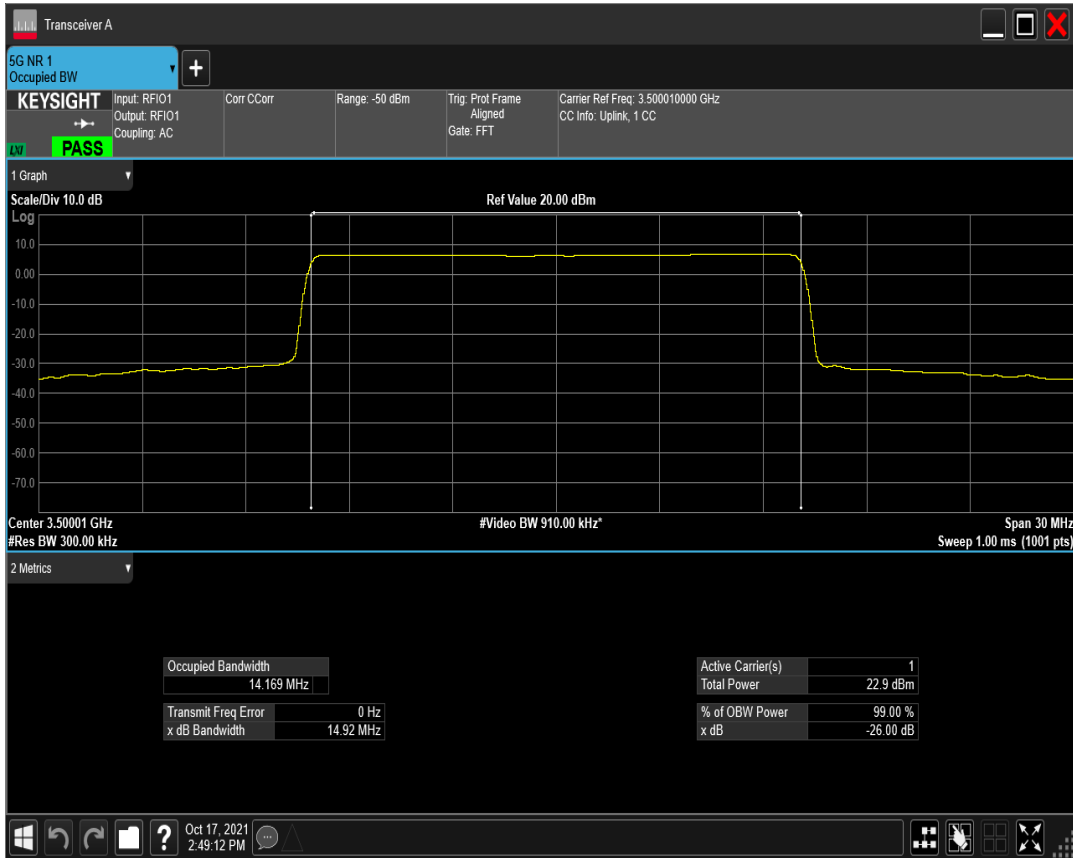 Transceiver A
5G NR 1
Occupied BW
KEYSIGHT
LXI
PASS
Input: RFIO1
Output: RFIO1
Coupling: AC
Corr CCorr
Range: -50 dBm
Trig: Prot Frame
Aligned
Gate: FFT
Carrier Ref Freq: 3.500010000 GHz
CC Info: Uplink, 1 CC
1 Graph
Scale/Div 10.0 dB
Ref Value 20.00 dBm
Log
10.0
0.00
-10.0
-20.0
-30.0
-40.0
-50.0
-60.0
-70.0
Center 3.50001 GHz
#Video BW 910.00 kHz*
Span 30 MHz
#Res BW 300.00 kHz
Sweep 1.00 ms (1001 pts)
2 Metrics
Occupied Bandwidth
14.169 MHz
Transmit Freq Error 0 Hz
x dB Bandwidth 14.92 MHz
Active Carrier(s) 1
Total Power 22.9 dBm
% of OBW Power 99.00 %
x dB -26.00 dB
?
Oct 17, 2021
2:49:12 PM